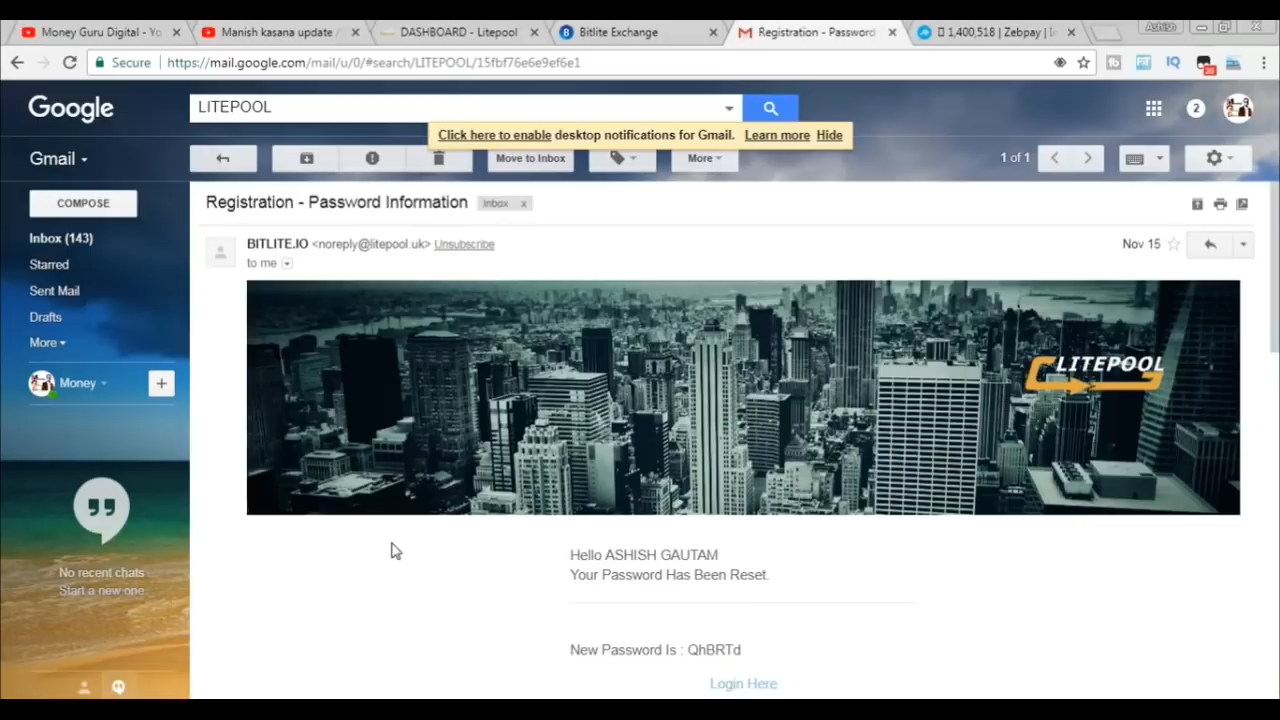 Money Guru Digital - Yo
Manish kasana update /
DASHBOARD - Litepool
Bitlite Exchange
Registration - Password
1,400,518 | Zebpay | I
Ashish
Secure
https://mail.google.com/mail/u/0/#search/LITEPOOL/15fbf76e6e9ef6e1
IQ
20
Google
LITEPOOL
2
Click here to enable desktop notifications for Gmail. Learn more Hide
Gmail
Move to Inbox
More
1 of 1
COMPOSE
Registration - Password Information
Inbox x
Inbox (143)
Starred
Sent Mail
Drafts
More
Money
BITLITE.IO <noreply@litepool.uk> Unsubscribe
Nov 15
to me
LITEPOOL
No recent chats
Start a new one
Hello ASHISH GAUTAM
Your Password Has Been Reset.
New Password Is : QhBRTd
Login Here